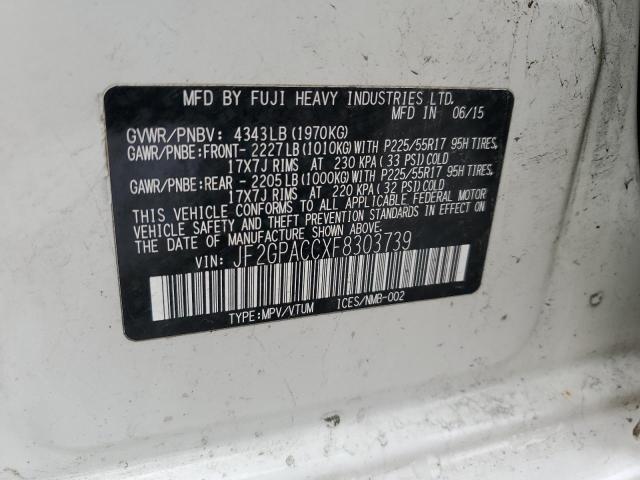 MFD BY FUJI HEAVY INDUSTRIES LTD.
MFD IN 06/15
GVWR/PNBV: 4343LB (1970KG)
GAWR/PNBE:FRONT- 2227LB (1010KG)WITH P225/55R17 95H TIRES,
17X7J RIMS AT 230 KPA (33 PSI)COLD
GAWR/PNBE:REAR - 2205LB (1000KG)WITH P225/55R17 95H TIRES,
17X7J RIMS AT 220 KPA (32 PSI)COLD
THIS VEHICLE CONFORMS TO ALL APPLICABLE FEDERAL MOTOR
VEHICLE SAFETY, BUMPER, AND THEFT PREVENTION STANDARDS IN EFFECT
ON THE DATE OF MANUFACTURE SHOWN ABOVE.
VIN: JF2GPACCXF8303739
TYPE:MPV/VTUM ICES/NMB-002